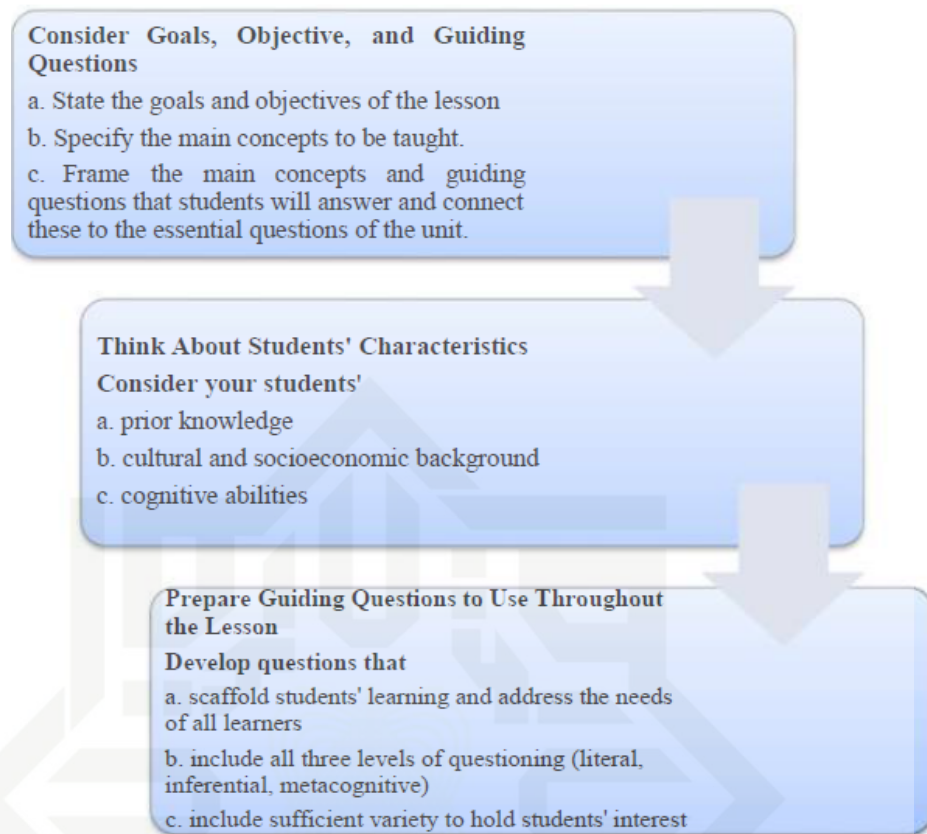 Consider Goals, Objective, and Guiding
Questions
a. State the goals and objectives of the lesson
b. Specify the main concepts to be taught.
c. Frame the main concepts and guiding
questions that students will answer and connect
these to the essential questions of the unit.
Think About Students' Characteristics
Consider your students'
a. prior knowledge
b. cultural and socioeconomic background
c. cognitive abilities
Prepare Guiding Questions to Use Throughout
the Lesson
Develop questions that
a. scaffold students' learning and address the needs
of all learners
b. include all three levels of questioning (literal,
inferential, metacognitive)
c. include sufficient variety to hold students' interest